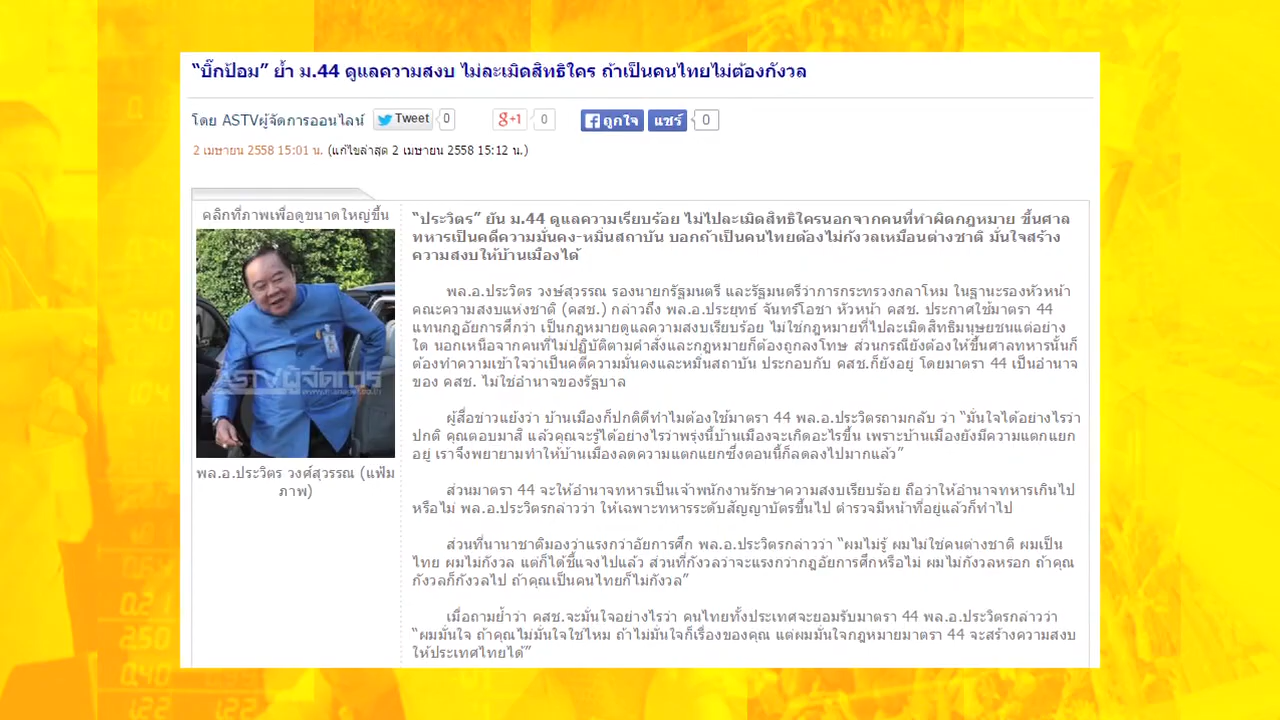 “บิ๊กป้อม” ย้ำ ม.44 ดูแลความสงบ ไม่ละเมิดสิทธิใคร ถ้าเป็นคนไทยไม่ต้องกังวล
โดย ASTVผู้จัดการออนไลน์ Tweet 0 g+1 0 ถูกใจ แชร์ 0
2 เมษายน 2558 15:01 น. (แก้ไขล่าสุด 2 เมษายน 2558 15:12 น.)
คลิกที่ภาพเพื่อดูขนาดใหญ่ขึ้น
ASTVผู้จัดการ
พล.อ.ประวิตร วงศ์สุวรรณ (แฟ้ม
ภาพ)
“ประวิตร” ยัน ม.44 ดูแลความเรียบร้อย ไม่ไปละเมิดสิทธิใครนอกจากคนที่ทำผิดกฎหมาย ขึ้นศาล
ทหารเป็นคดีความมั่นคง-หมิ่นสถาบัน บอกถ้าเป็นคนไทยต้องไม่กังวลเหมือนต่างชาติ มั่นใจสร้าง
ความสงบให้บ้านเมืองได้
พล.อ.ประวิตร วงษ์สุวรรณ รองนายกรัฐมนตรี และรัฐมนตรีว่าการกระทรวงกลาโหม ในฐานะรองหัวหน้า
คณะความสงบแห่งชาติ (คสช.) กล่าวถึง พล.อ.ประยุทธ์ จันทร์โอชา หัวหน้า คสช. ประกาศใช้มาตรา 44
แทนกฎอัยการศึกว่า เป็นกฎหมายดูแลความสงบเรียบร้อย ไม่ใช่กฎหมายที่ไปละเมิดสิทธิมนุษยชนแต่อย่าง
ใด นอกเหนือจากคนที่ไม่ปฏิบัติตามคำสั่งและกฎหมายก็ต้องถูกลงโทษ ส่วนกรณียังต้องให้ขึ้นศาลทหารนั้นก็
ต้องทำความเข้าใจว่าเป็นคดีความมั่นคงและหมิ่นสถาบัน ประกอบกับ คสช.ก็ยังอยู่ โดยมาตรา 44 เป็นอำนาจ
ของ คสช. ไม่ใช่อำนาจของรัฐบาล
ผู้สื่อข่าวแย้งว่า บ้านเมืองก็ปกติดีทำไมต้องใช้มาตรา 44 พล.อ.ประวิตรถามกลับ ว่า “มั่นใจได้อย่างไรว่า
ปกติ คุณตอบมาสิ แล้วคุณจะรู้ได้อย่างไรว่าพรุ่งนี้บ้านเมืองจะเกิดอะไรขึ้น เพราะบ้านเมืองยังมีความแตกแยก
อยู่ เราจึงพยายามทำให้บ้านเมืองลดความแตกแยกซึ่งตอนนี้ก็ลดลงไปมากแล้ว”
ส่วนมาตรา 44 จะให้อำนาจทหารเป็นเจ้าพนักงานรักษาความสงบเรียบร้อย ถือว่าให้อำนาจทหารเกินไป
หรือไม่ พล.อ.ประวิตรกล่าวว่า ให้เฉพาะทหารระดับสัญญาบัตรขึ้นไป ตำรวจมีหน้าที่อยู่แล้วก็ทำไป
ส่วนที่นานาชาติมองว่าแรงกว่าอัยการศึก พล.อ.ประวิตรกล่าวว่า “ผมไม่รู้ ผมไม่ใช่คนต่างชาติ ผมเป็น
ไทย ผมไม่กังวล แต่ก็ได้ชี้แจงไปแล้ว ส่วนที่กังวลว่าจะแรงกว่ากฎอัยการศึกหรือไม่ ผมไม่กังวลหรอก ถ้าคุณ
กังวลก็กังวลไป ถ้าคุณเป็นคนไทยก็ไม่กังวล”
เมื่อถามย้ำว่า คสช.จะมั่นใจอย่างไรว่า คนไทยทั้งประเทศจะยอมรับมาตรา 44 พล.อ.ประวิตรกล่าวว่า
“ผมมั่นใจ ถ้าคุณไม่มั่นใจใช่ไหม ถ้าไม่มั่นใจก็เรื่องของคุณ แต่ผมมั่นใจกฎหมายมาตรา 44 จะสร้างความสงบ
ให้ประเทศไทยได้”
0.21
2.50
0.40
1.22 1.22